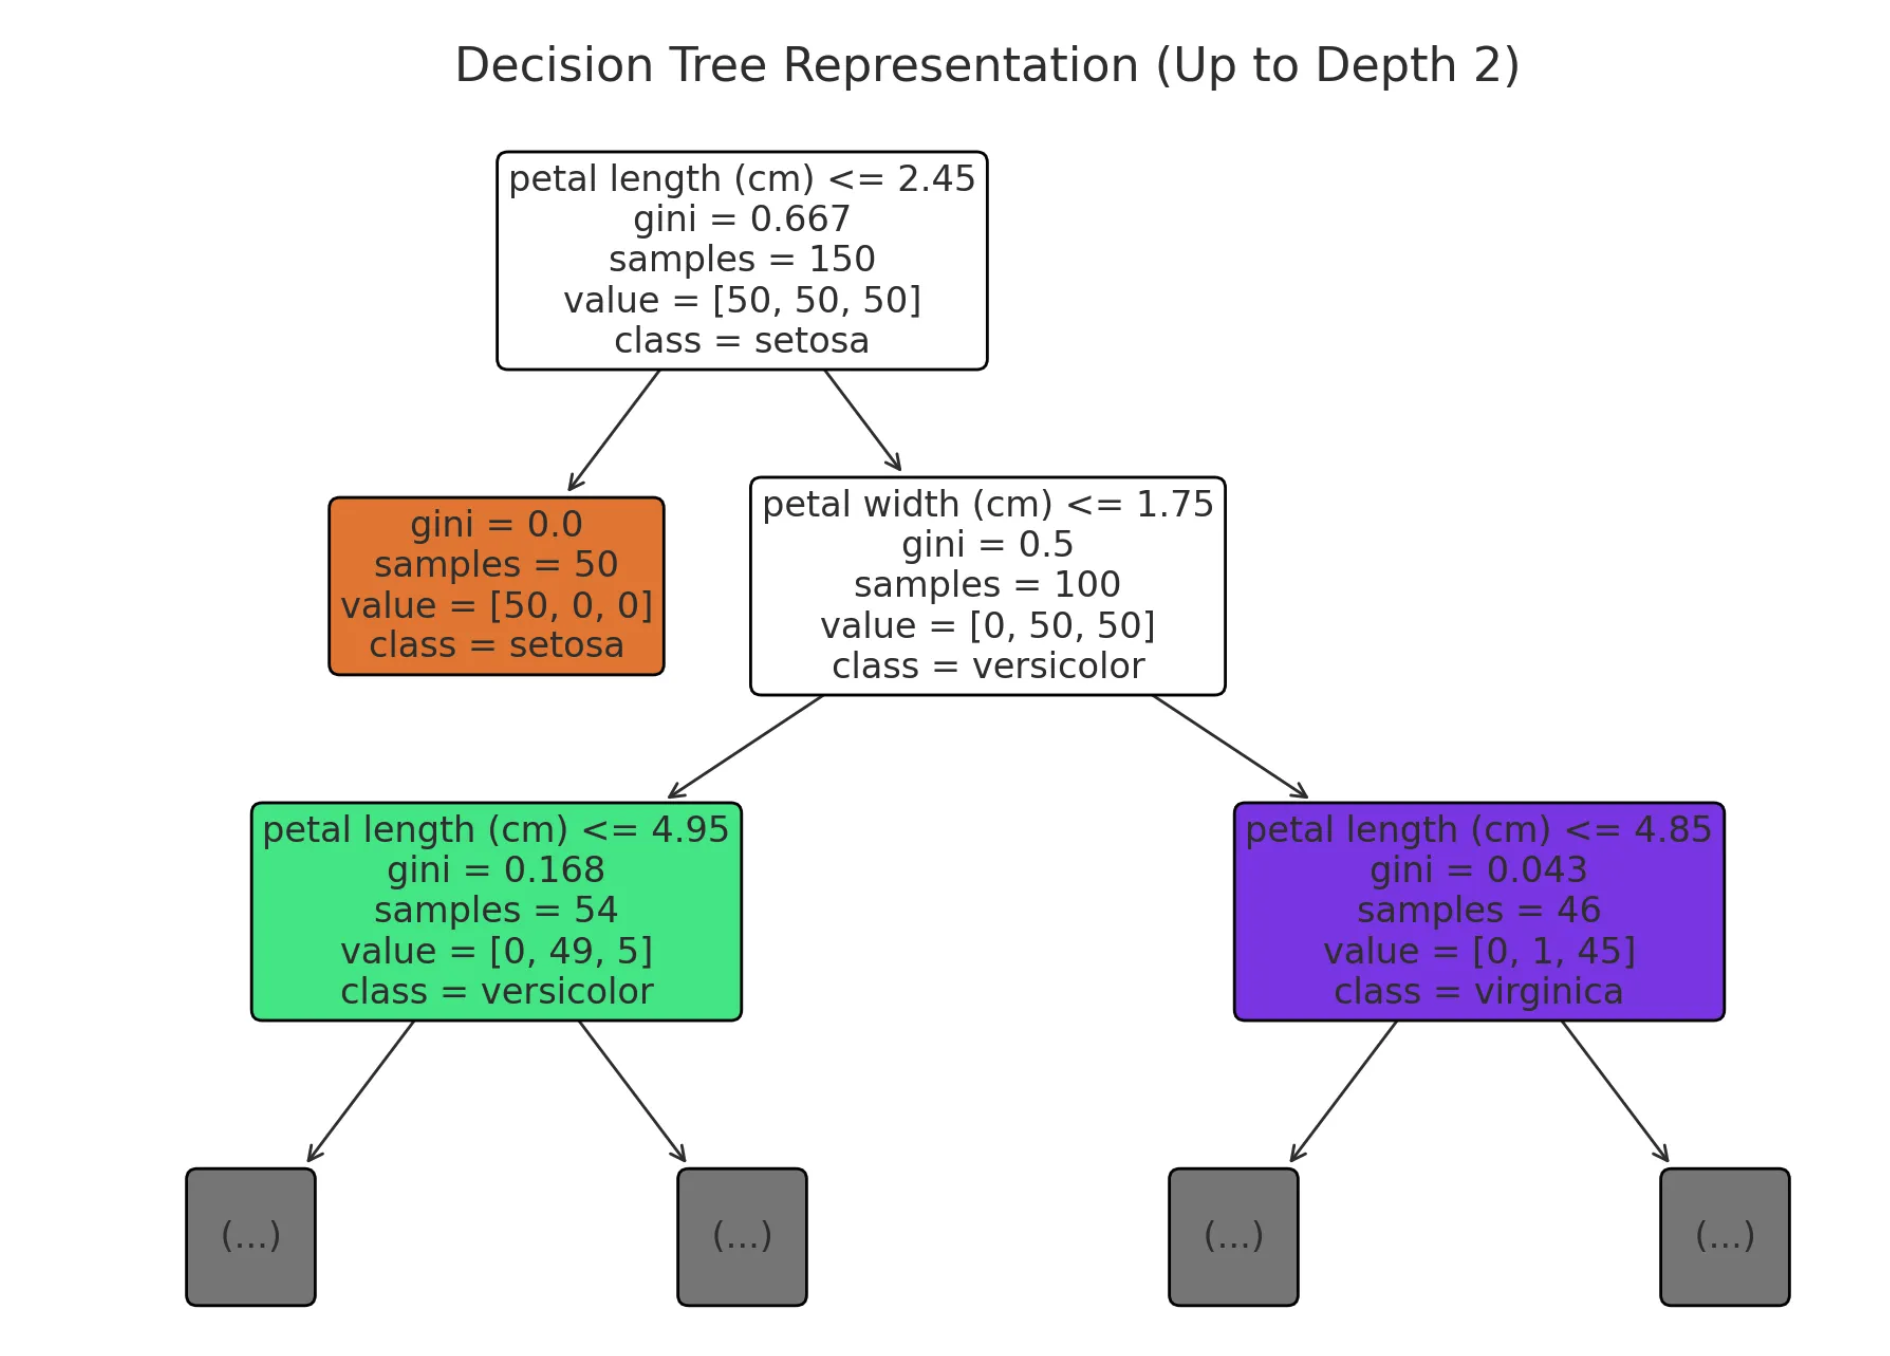 Decision Tree Representation (Up to Depth 2)
petal length (cm) <= 2.45
gini = 0.667
samples = 150
value = [50, 50, 50]
class = setosa
gini = 0.0
samples = 50
value = [50, 0, 0]
class = setosa
petal width (cm) <= 1.75
gini = 0.5
samples = 100
value = [0, 50, 50]
class = versicolor
petal length (cm) <= 4.95
gini = 0.168
samples = 54
value = [0, 49, 5]
class = versicolor
petal length (cm) <= 4.85
gini = 0.043
samples = 46
value = [0, 1, 45]
class = virginica
(...)
(...)
(...)
(...)